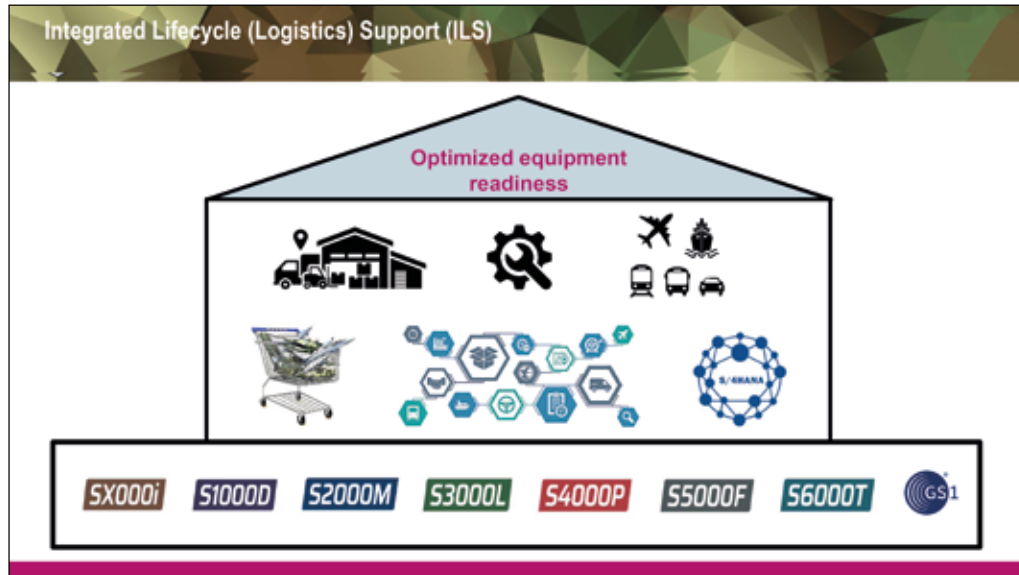 Integrated Lifecycle (Logistics) Support (ILS)
Optimized equipment
readiness
S/4HANA
SX000i S1000D S2000M S3000L S4000P S5000F S6000T GS1